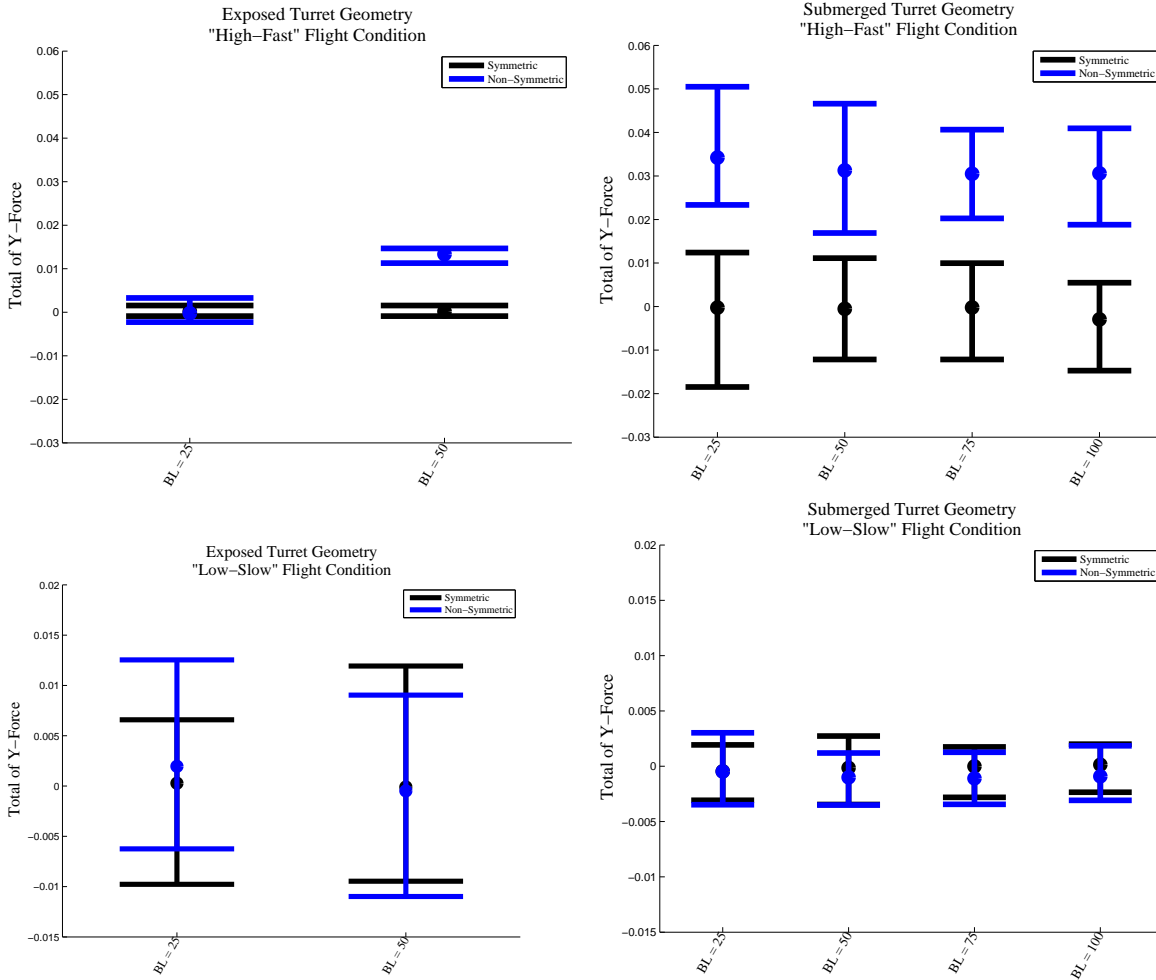 Exposed Turret Geometry
"High−Fast" Flight Condition
0.06
0.05
0.04
0.03
0.02
0.01
0
−0.01
−0.02
−0.03
Total of Y−Force
Symmetric
Non−Symmetric
BL = 25
BL = 50
Submerged Turret Geometry
"High−Fast" Flight Condition
0.06
0.05
0.04
0.03
0.02
0.01
0
−0.01
−0.02
−0.03
Total of Y−Force
Symmetric
Non−Symmetric
BL = 25
BL = 50
BL = 75
BL = 100
Exposed Turret Geometry
"Low−Slow" Flight Condition
0.02
0.015
0.01
0.005
0
−0.005
−0.01
−0.015
Total of Y−Force
Symmetric
Non−Symmetric
BL = 25
BL = 50
Submerged Turret Geometry
"Low−Slow" Flight Condition
0.02
0.015
0.01
0.005
0
−0.005
−0.01
−0.015
Total of Y−Force
Symmetric
Non−Symmetric
BL = 25
BL = 50
BL = 75
BL = 100